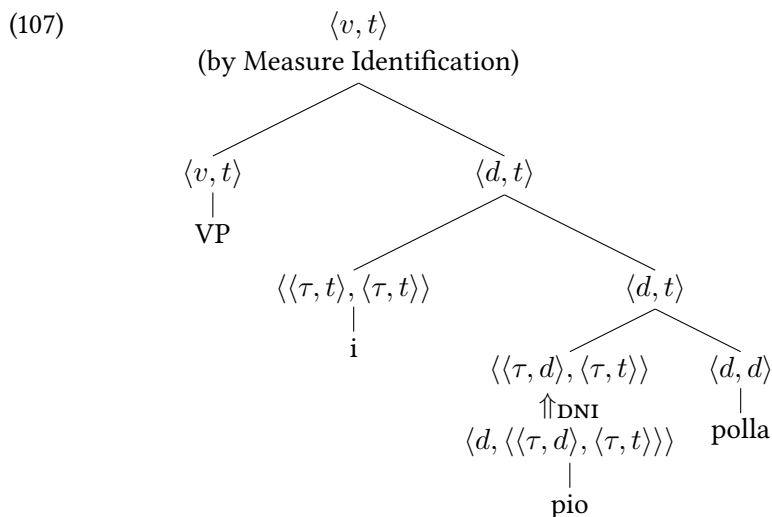 (107)
⟨v, t⟩
(by Measure Identification)
⟨v, t⟩ ⟨d, t⟩
VP
⟨⟨τ, t⟩, ⟨τ, t⟩⟩ ⟨d, t⟩
i
⟨⟨τ, d⟩, ⟨τ, t⟩⟩ ⟨d, d⟩
⇑DNI polla
⟨d, ⟨⟨τ, d⟩, ⟨τ, t⟩⟩⟩
pio